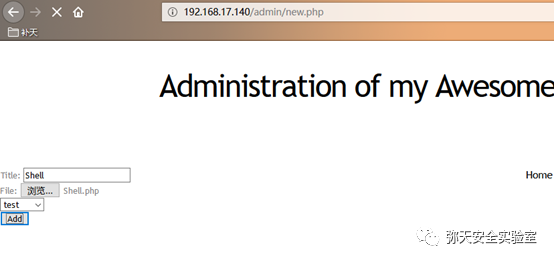 192.168.17.140/admin/new.php
补天
Administration of my Awesome
Title: Shell
Home
File: 浏览... Shell.php
test
Add
弥天安全实验室